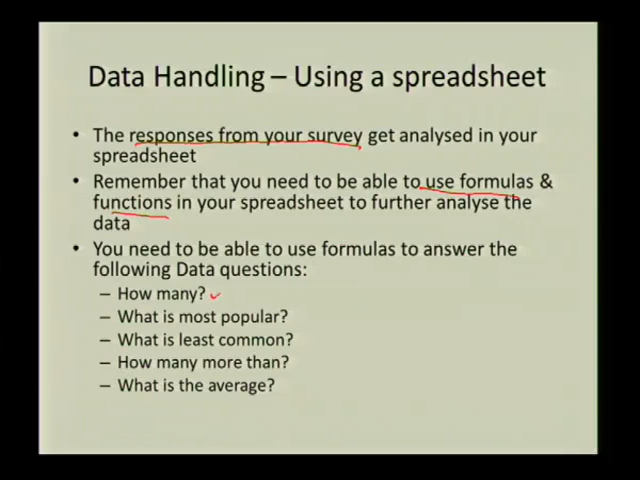 Data Handling – Using a spreadsheet
• The responses from your survey get analysed in your
spreadsheet
• Remember that you need to be able to use formulas &
functions in your spreadsheet to further analyse the
data
• You need to be able to use formulas to answer the
following Data questions:
– How many?
– What is most popular?
– What is least common?
– How many more than?
– What is the average?